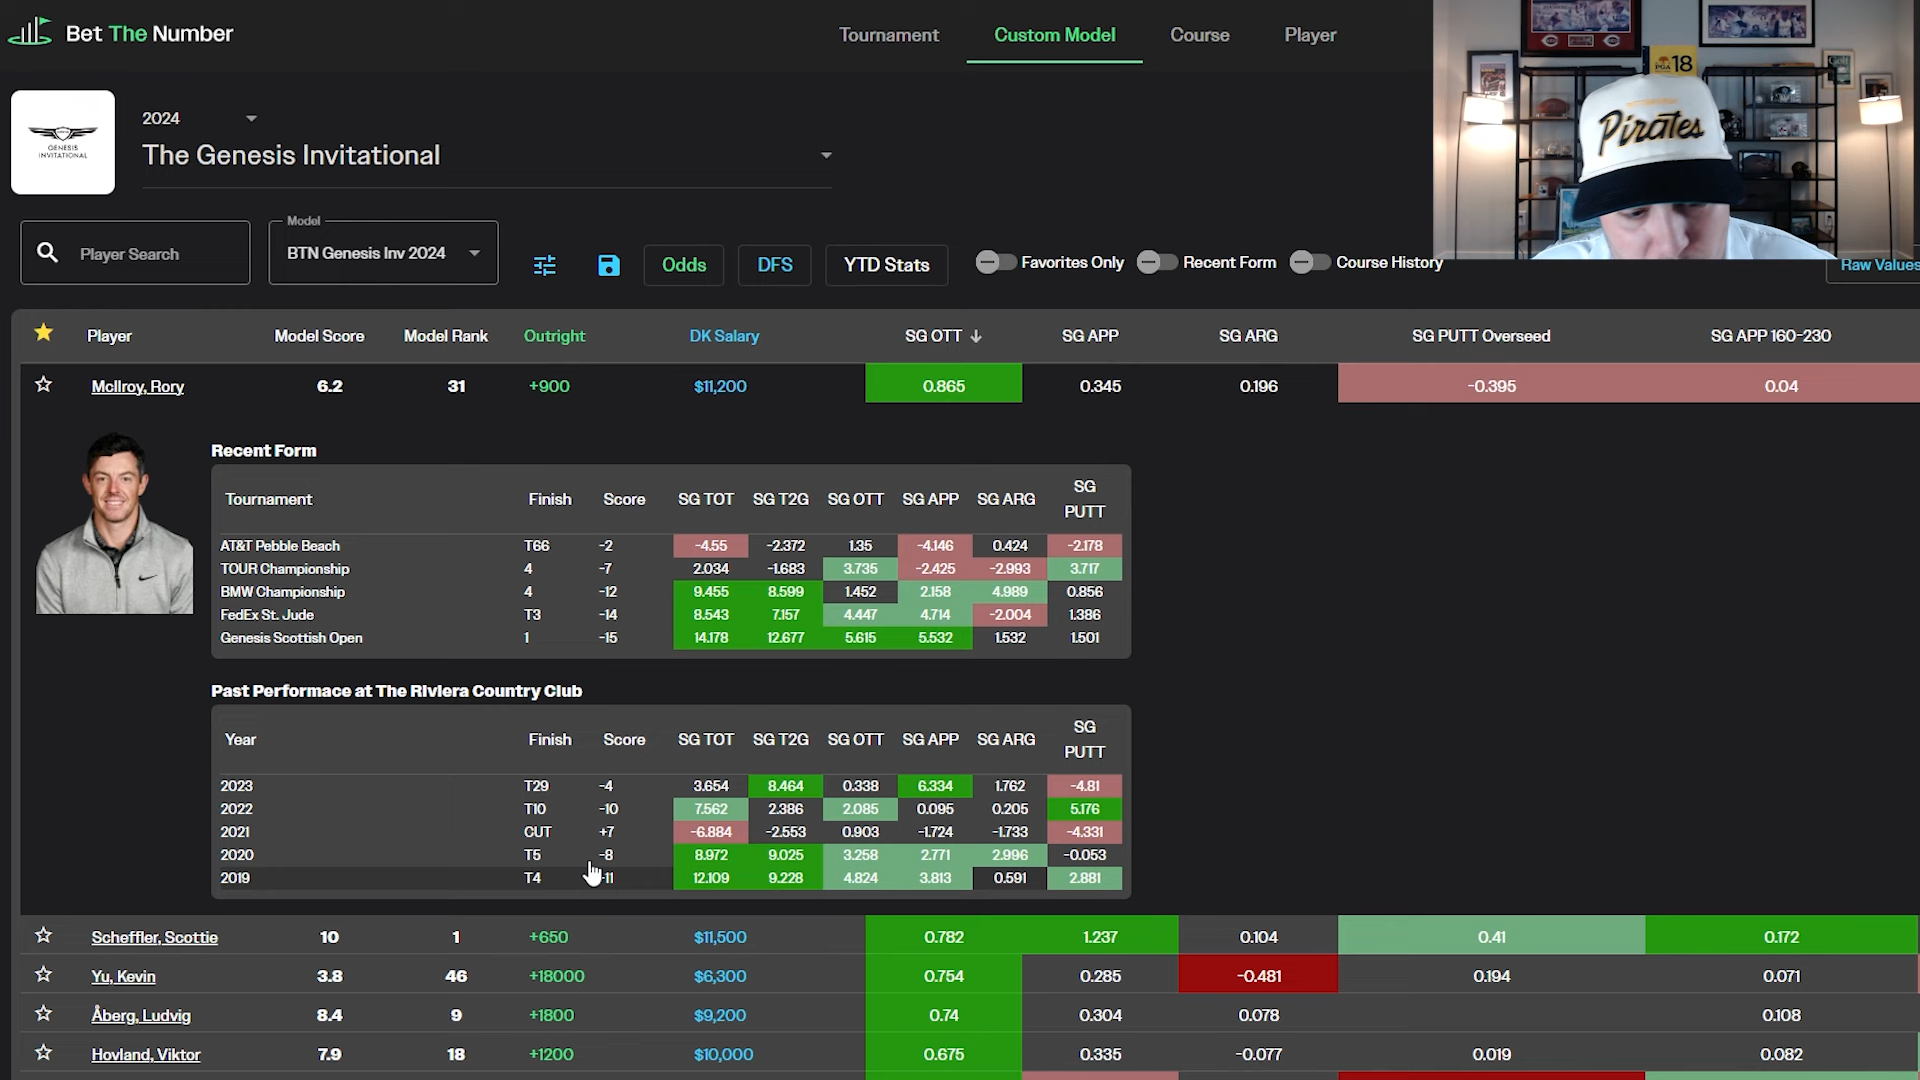 Bet The Number
Tournament
Custom Model
Course
Player
PGA 18
Golf
PITTSBURGH
Pirates
GENESIS
INVITATIONAL
2024
The Genesis Invitational
Player Search
Model
BTN Genesis Inv 2024
Odds
DFS
YTD Stats
Favorites Only
Recent Form
Course History
Raw Values
Player Model Score Model Rank Outright DK Salary SG OTT SG APP SG ARG SG PUTT Overseed SG APP 160-230
McIlroy, Rory 6.2 31 +900 $11,200 0.865 0.345 0.196 -0.395 0.04
Recent Form
Tournament Finish Score SG TOT SG T2G SG OTT SG APP SG ARG SG PUTT
AT&T Pebble Beach T66 -2 -4.55 -2.372 1.35 -4.146 0.424 -2.178
TOUR Championship 4 -7 2.034 -1.683 3.735 -2.425 -2.993 3.717
BMW Championship 4 -12 9.455 8.599 1.452 2.158 4.989 0.856
FedEx St. Jude T3 -14 8.543 7.157 4.447 4.714 -2.004 1.386
Genesis Scottish Open 1 -15 14.178 12.677 5.615 5.532 1.532 1.501
Past Performace at The Riviera Country Club
Year Finish Score SG TOT SG T2G SG OTT SG APP SG ARG SG PUTT
2023 T29 -4 3.654 8.464 0.338 6.334 1.762 -4.81
2022 T10 -10 7.562 2.386 2.085 0.095 0.205 5.176
2021 CUT +7 -6.884 -2.553 0.903 -1.724 -1.733 -4.331
2020 T5 -8 8.972 9.025 3.258 2.771 2.996 -0.053
2019 T4 -11 12.109 9.228 4.824 3.813 0.591 2.881
Scheffler, Scottie 10 1 +650 $11,500 0.782 1.237 0.104 0.41 0.172
Yu, Kevin 3.8 46 +18000 $6,300 0.754 0.285 -0.481 0.194 0.071
Åberg, Ludvig 8.4 9 +1800 $9,200 0.74 0.304 0.078 0.108
Hovland, Viktor 7.9 18 +1200 $10,000 0.675 0.335 -0.077 0.019 0.082